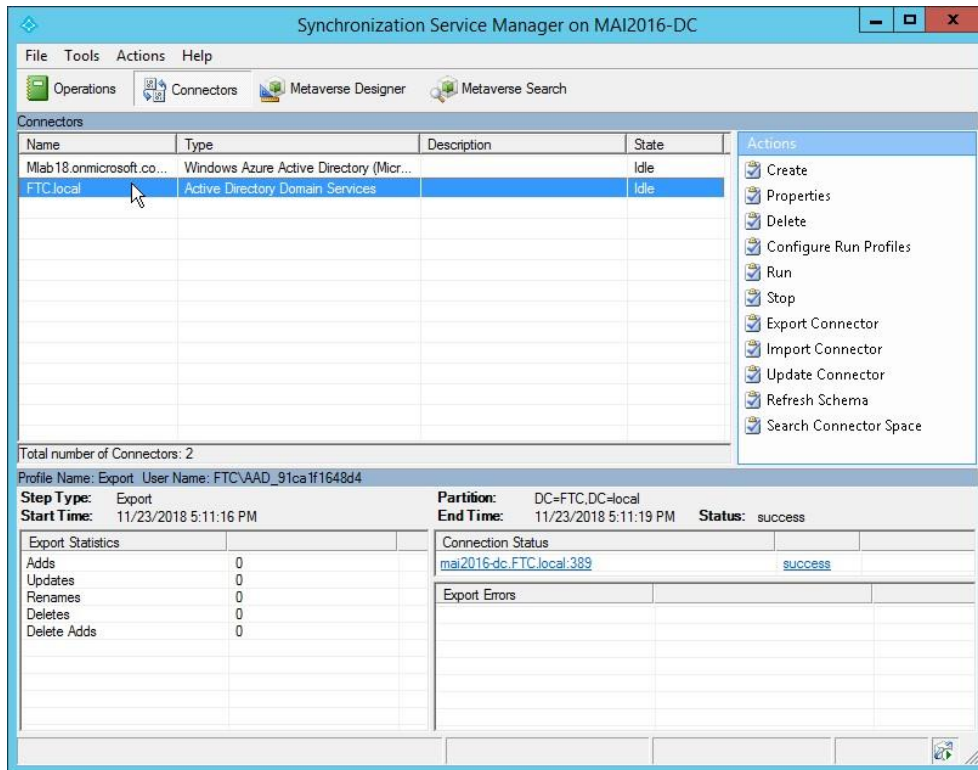 Synchronization Service Manager on MAI2016-DC
File Tools Actions Help
Operations Connectors Metaverse Designer Metaverse Search
Connectors
Name Type Description State
Mlab18.onmicrosoft.co... Windows Azure Active Directory (Micr... Idle
FTC.local Active Directory Domain Services Idle
Total number of Connectors: 2
Actions
Create
Properties
Delete
Configure Run Profiles
Run
Stop
Export Connector
Import Connector
Update Connector
Refresh Schema
Search Connector Space
Profile Name: Export User Name: FTC\AAD_91ca1f1648d4
Step Type: Export
Start Time: 11/23/2018 5:11:16 PM
Partition: DC=FTC,DC=local
End Time: 11/23/2018 5:11:19 PM Status: success
Export Statistics
Adds 0
Updates 0
Renames 0
Deletes 0
Delete Adds 0
Connection Status
mai2016-dc.FTC.local:389 success
Export Errors